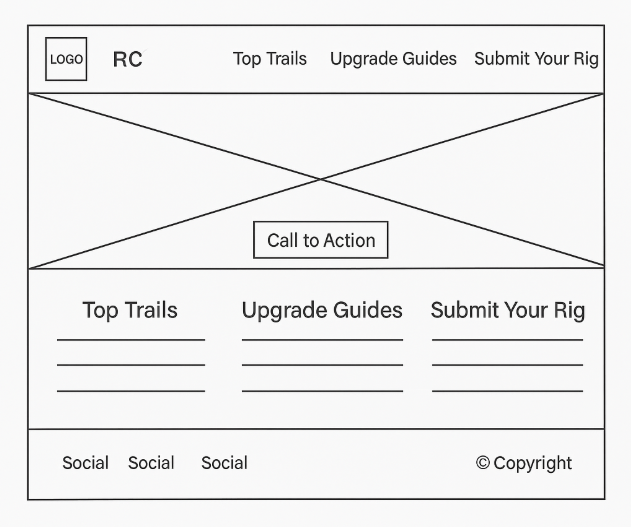 LOGO RC Top Trails Upgrade Guides Submit Your Rig
Call to Action
Top Trails Upgrade Guides Submit Your Rig
Social Social Social © Copyright